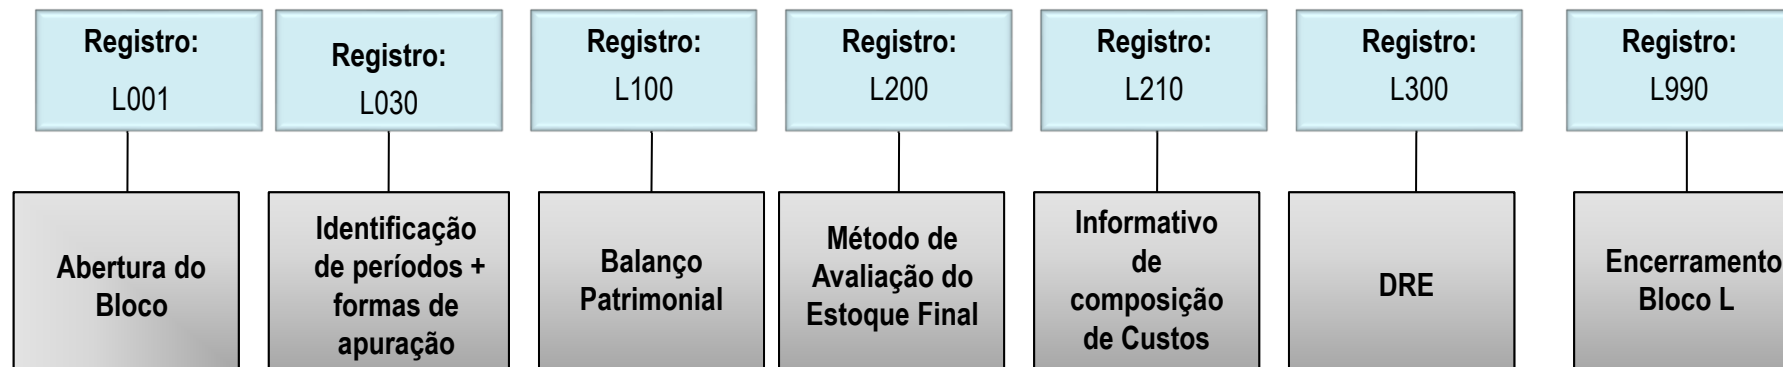 Registro:
L001
Registro:
L030
Registro:
L100
Registro:
L200
Registro:
L210
Registro:
L300
Registro:
L990
Abertura do
Bloco
Identificação
de períodos +
formas de
apuração
Balanço
Patrimonial
Método de
Avaliação do
Estoque Final
Informativo
de
composição
de Custos
DRE
Encerramento
Bloco L